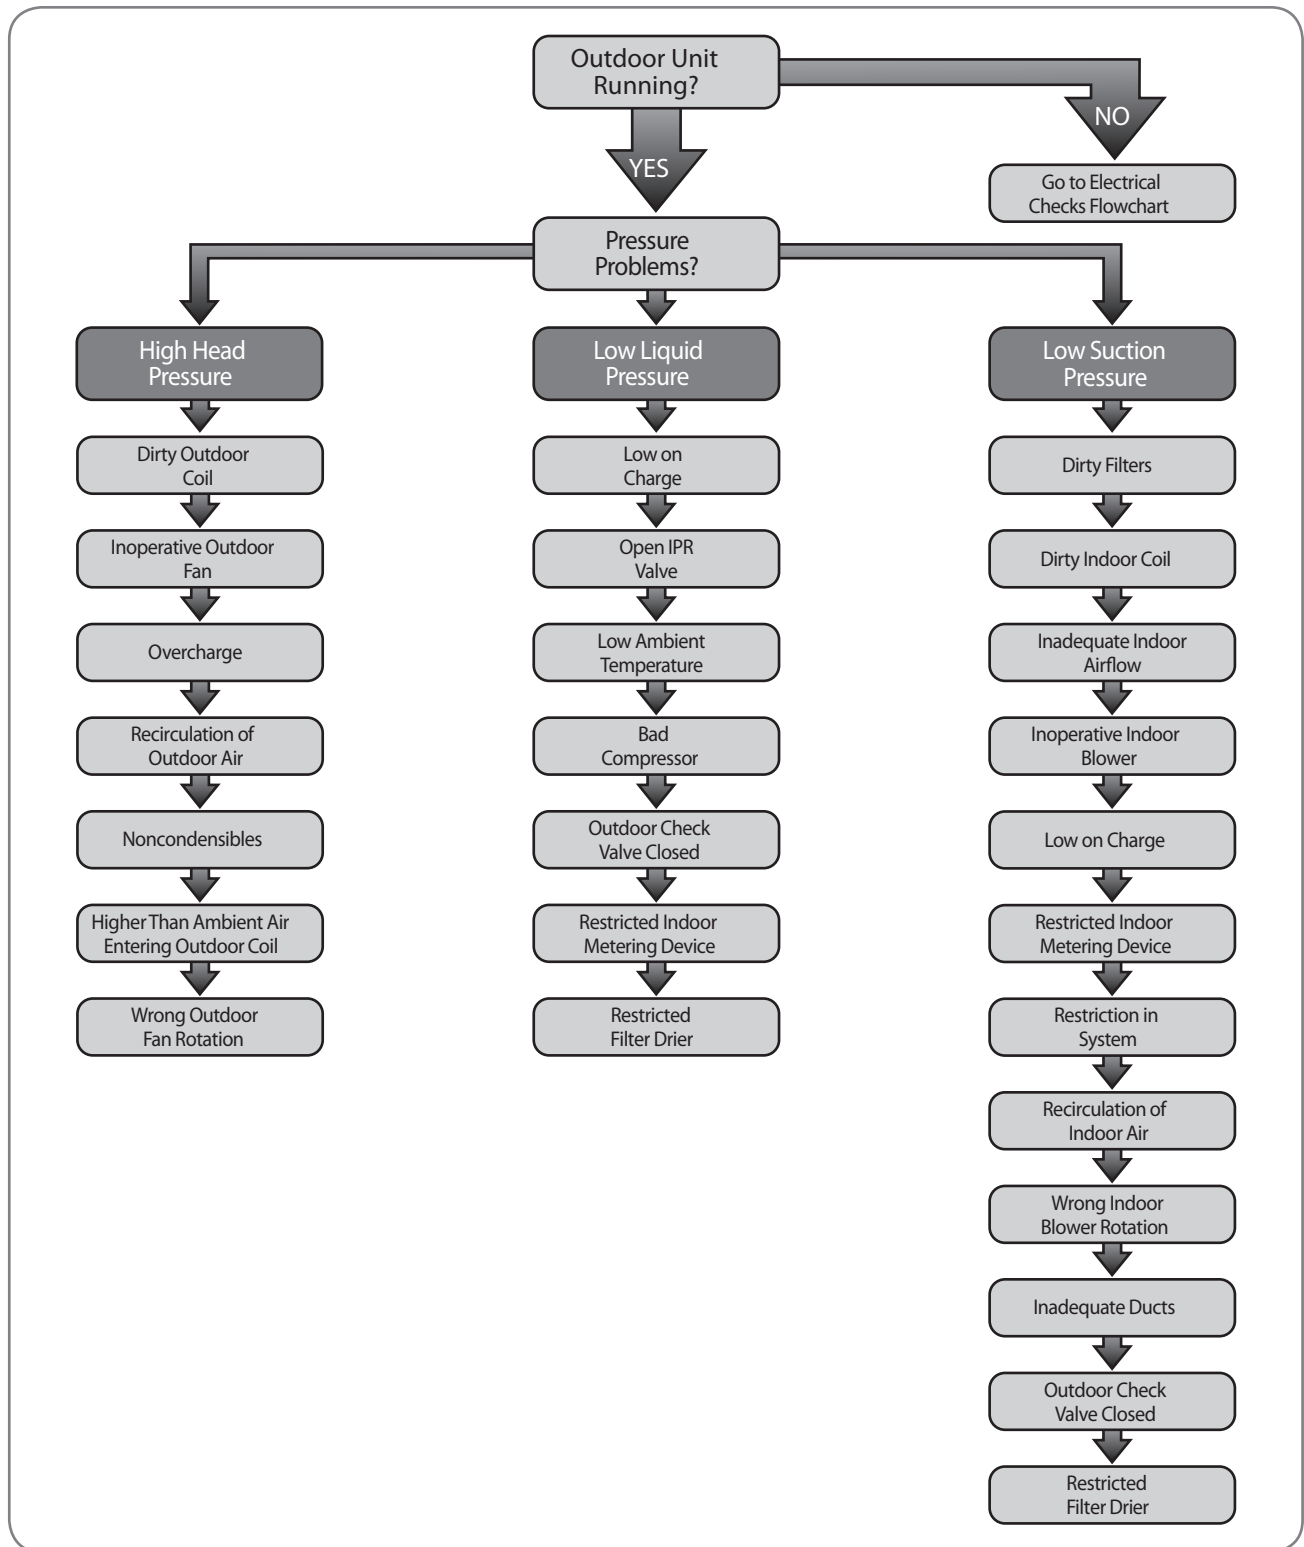 Outdoor Unit
Running?
NO
YES
Go to Electrical
Checks Flowchart
Pressure
Problems?
High Head
Pressure
Dirty Outdoor
Coil
Inoperative Outdoor
Fan
Overcharge
Recirculation of
Outdoor Air
Noncondensibles
Higher Than Ambient Air
Entering Outdoor Coil
Wrong Outdoor
Fan Rotation
Low Liquid
Pressure
Low on
Charge
Open IPR
Valve
Low Ambient
Temperature
Bad
Compressor
Outdoor Check
Valve Closed
Restricted Indoor
Metering Device
Restricted
Filter Drier
Low Suction
Pressure
Dirty Filters
Dirty Indoor Coil
Inadequate Indoor
Airflow
Inoperative Indoor
Blower
Low on Charge
Restricted Indoor
Metering Device
Restriction in
System
Recirculation of
Indoor Air
Wrong Indoor
Blower Rotation
Inadequate Ducts
Outdoor Check
Valve Closed
Restricted
Filter Drier